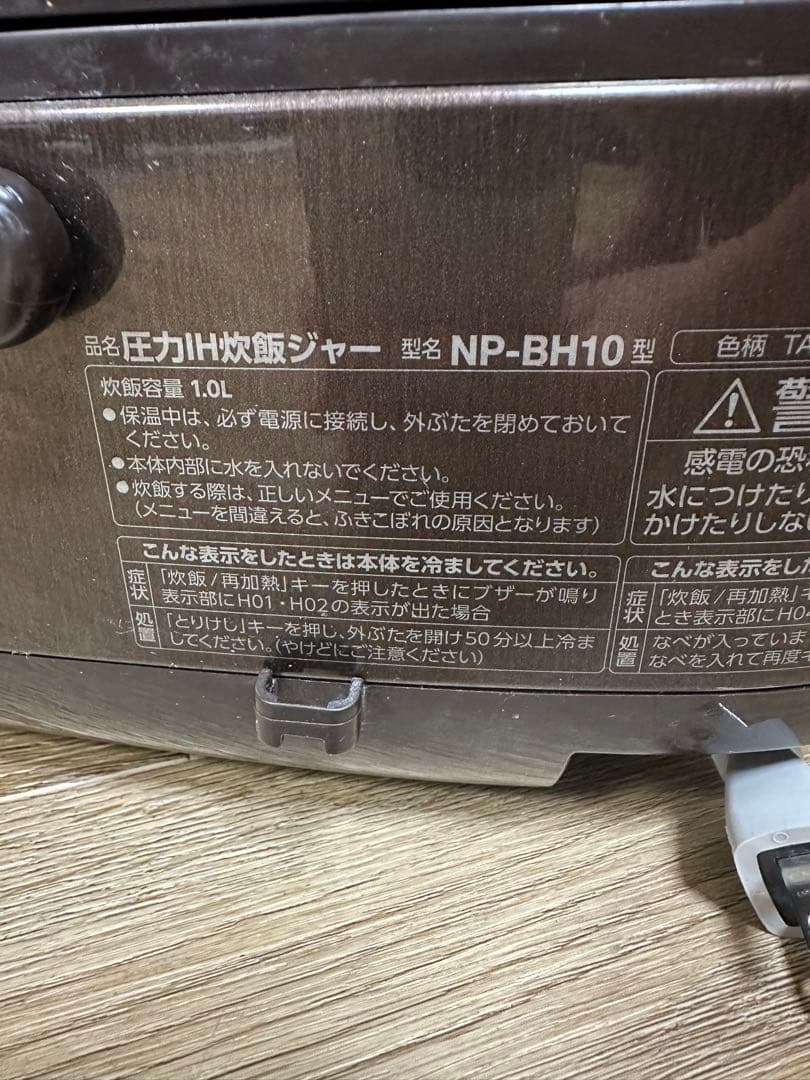 品名 圧力IH炊飯ジャー 型名 NP-BH10 型 色柄 TA
炊飯容量 1.0L
●保温中は、必ず電源に接続し、外ぶたを閉めておいて
ください。
●本体内部に水を入れないでください。
●炊飯する際は、正しいメニューでご使用ください。
(メニューを間違えると、ふきこぼれの原因となります)
感電の恐
水につけたり
かけたりしな
こんな表示をしたときは本体を冷ましてください。
症状 「炊飯/再加熱」キーを押したときにブザーが鳴り
表示部にH01・H02の表示が出た場合
処置 「とりけし」キーを押し、外ぶたを開け50分以上冷ま
してください。(やけどにご注意ください)
こんな表示をした
症状 「炊飯/再加熱」
とき表示部にH0
処置 なべが入っていま
なべを入れて再度